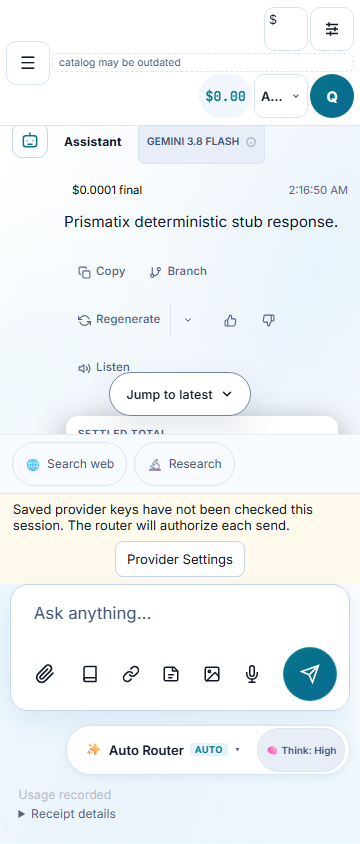 $
catalog may be outdated
$0.00
A...
Q
Assistant
GEMINI 3.8 FLASH
$0.0001 final
2:16:50 AM
Prismatix deterministic stub response.
Copy
Branch
Regenerate
Listen
Jump to latest
SETTLED TOTAL
Search web
Research
Saved provider keys have not been checked this
session. The router will authorize each send.
Provider Settings
Ask anything...
Auto Router
AUTO
Think: High
Usage recorded
Receipt details